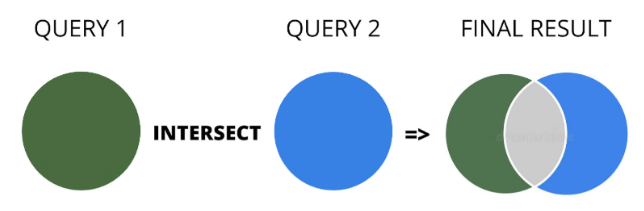 QUERY 1
QUERY 2
FINAL RESULT
INTERSECT
=>